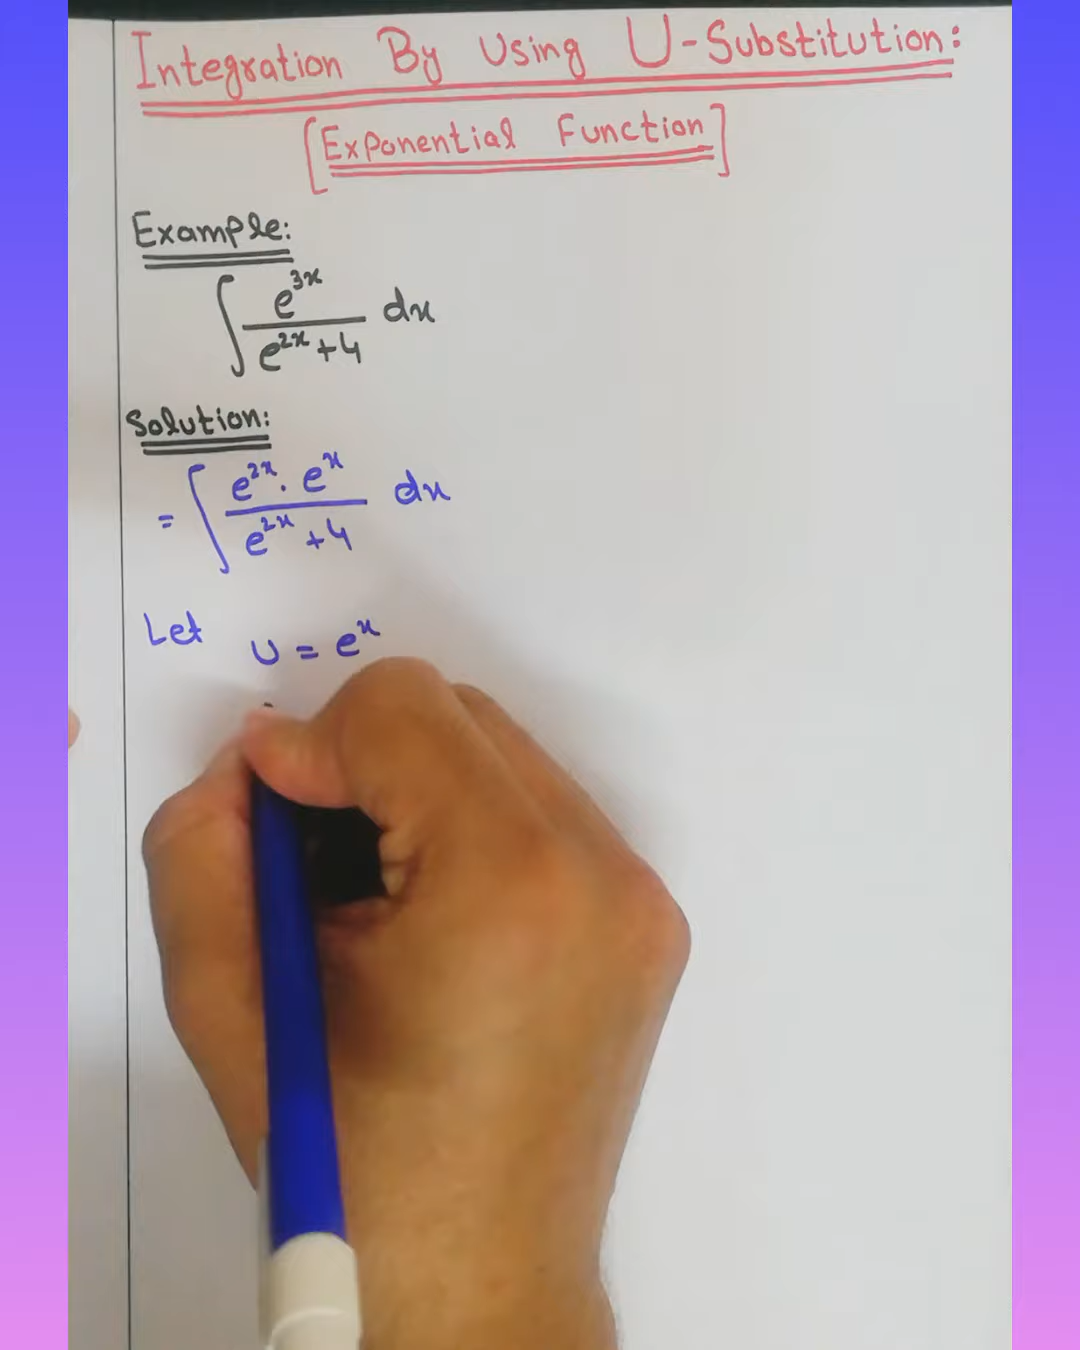 Integration By Using U-Substitution:
[Exponential Function]
Example:
∫ e^{3x}/(e^{2x}+4) dx
Solution:
= ∫ (e^{2x}. e^{x})/(e^{2x}+4) dx
Let U = e^{x}